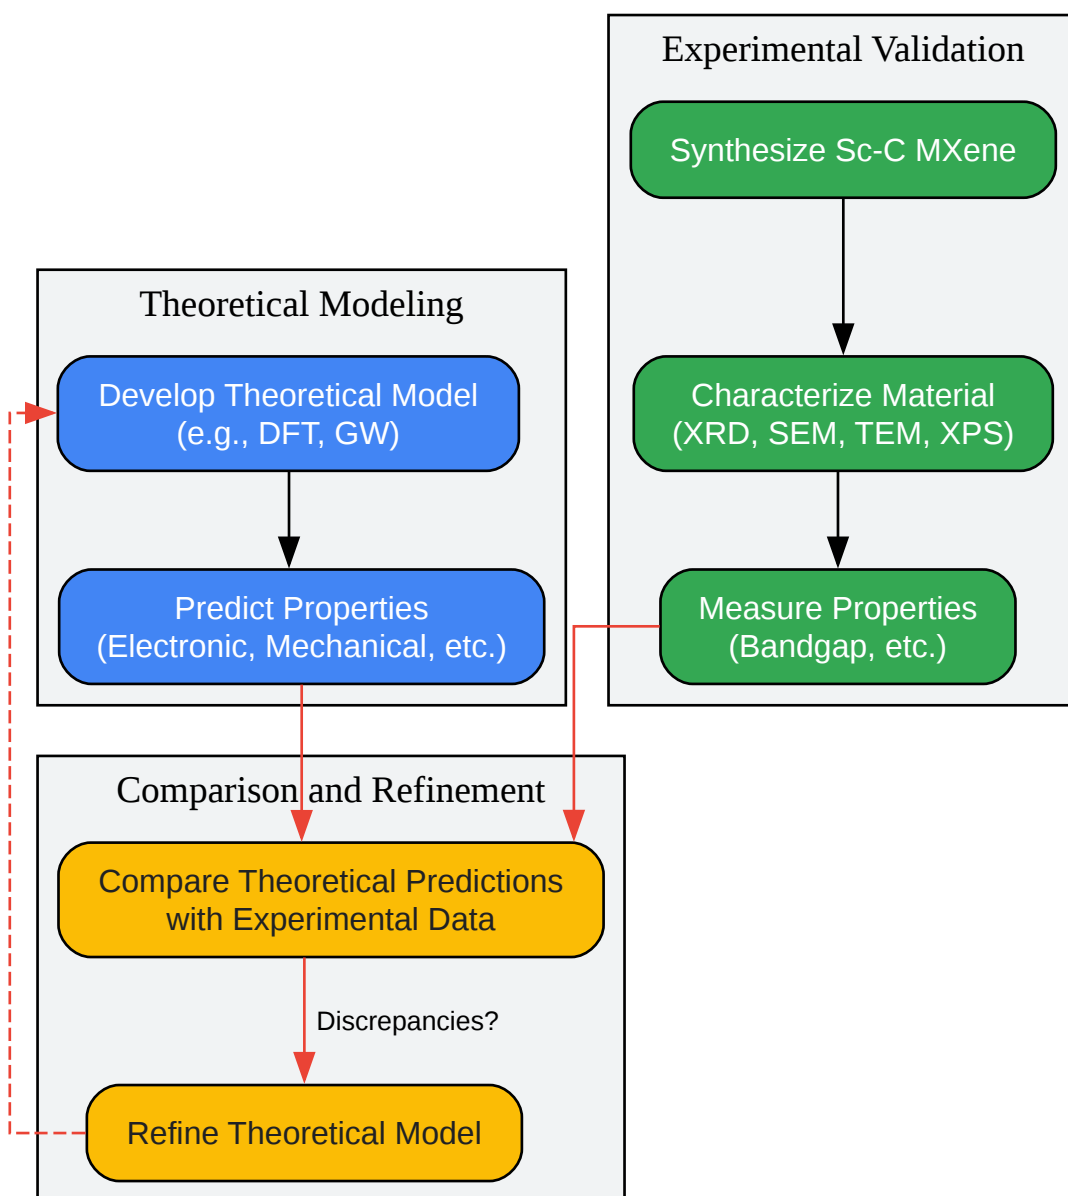 Experimental Validation
Synthesize Sc-C MXene
Characterize Material
(XRD, SEM, TEM, XPS)
Measure Properties
(Bandgap, etc.)
Theoretical Modeling
Develop Theoretical Model
(e.g., DFT, GW)
Predict Properties
(Electronic, Mechanical, etc.)
Comparison and Refinement
Compare Theoretical Predictions
with Experimental Data
Discrepancies?
Refine Theoretical Model